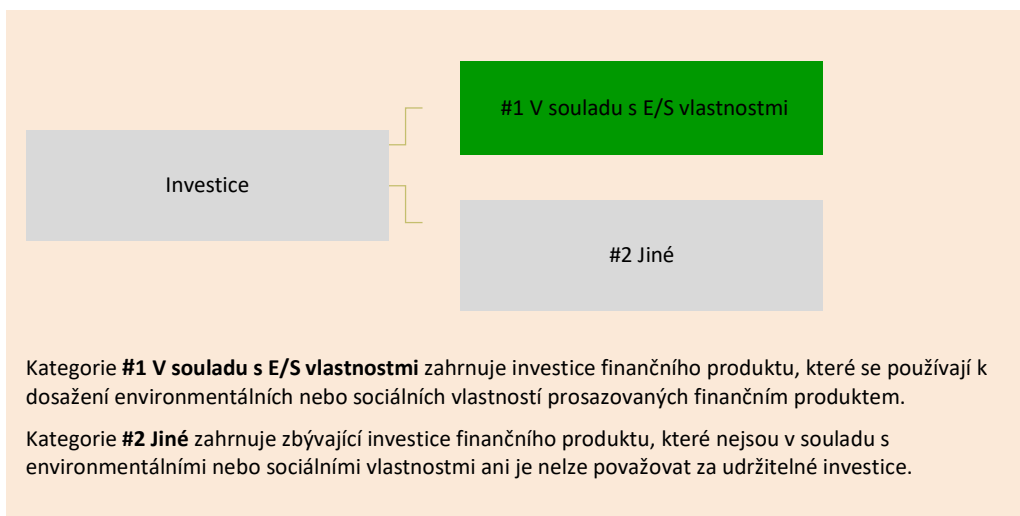 #1 V souladu s E/S vlastnostmi
Investice
#2 Jiné
Kategorie #1 V souladu s E/S vlastnostmi zahrnuje investice finančního produktu, které se používají k
dosažení environmentálních nebo sociálních vlastností prosazovaných finančním produktem.
Kategorie #2 Jiné zahrnuje zbývající investice finančního produktu, které nejsou v souladu s
environmentálními nebo sociálními vlastnostmi ani je nelze považovat za udržitelné investice.